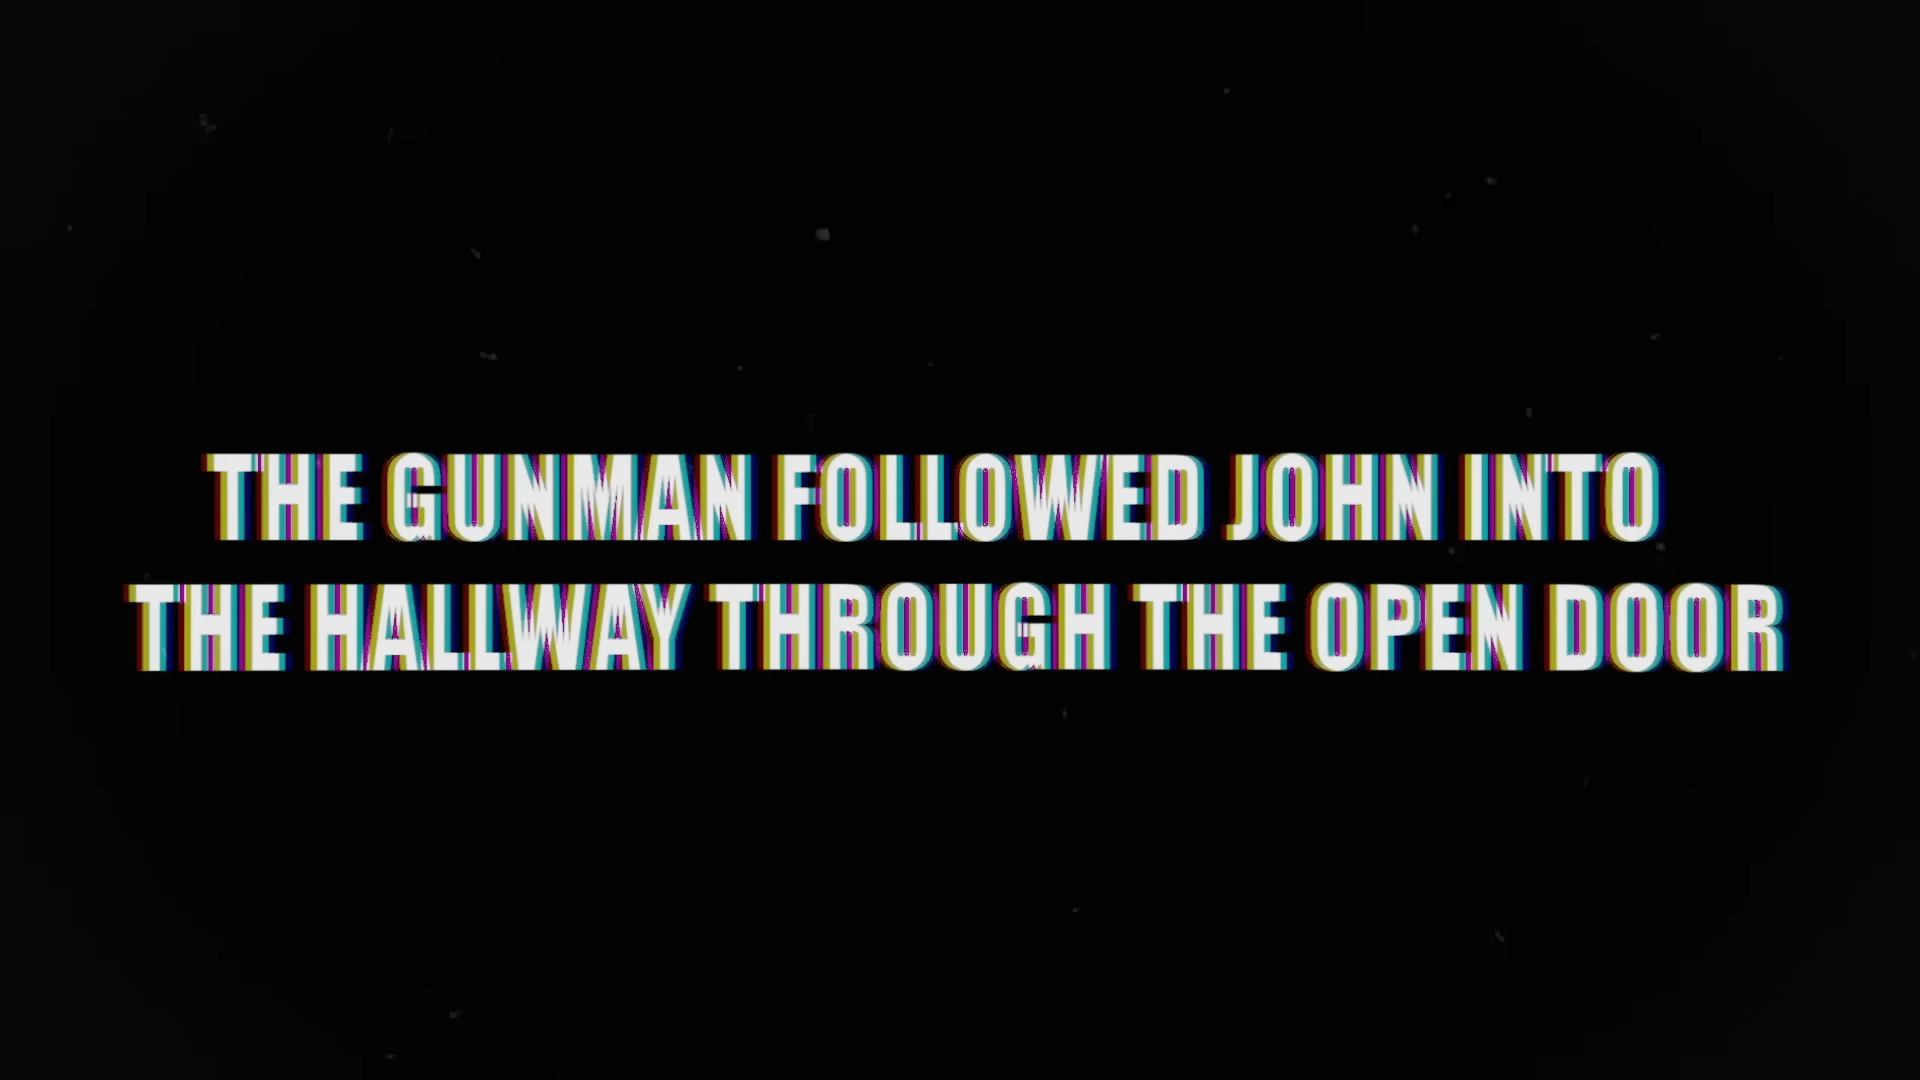 THE GUNMAN FOLLOWED JOHN INTO
THE HALLWAY THROUGH THE OPEN DOOR